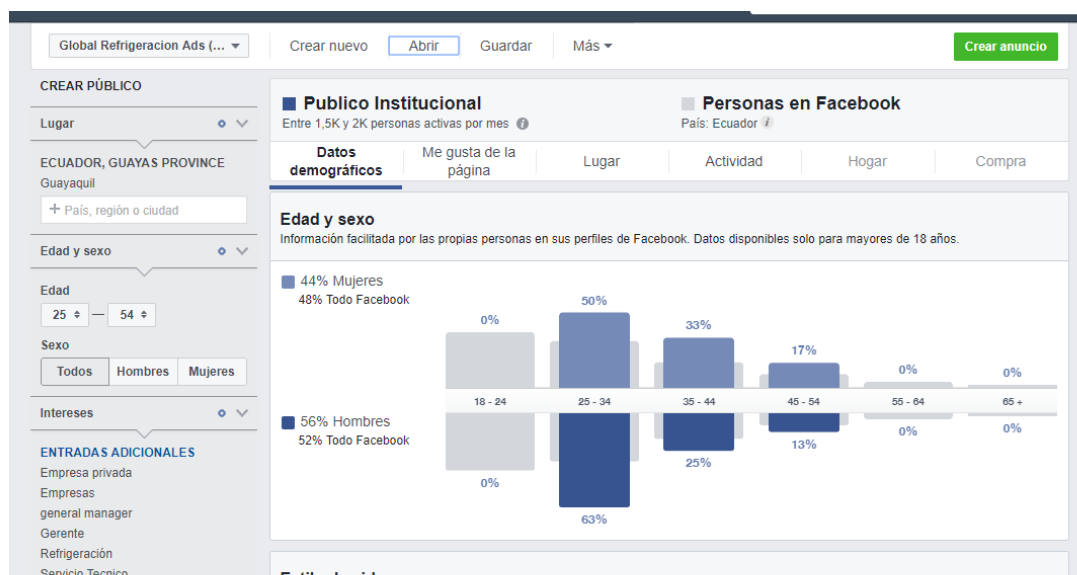 Global Refrigeracion Ads (...
Crear nuevo
Abrir
Guardar
Más
Crear anuncio
CREAR PÚBLICO
Lugar
ECUADOR, GUAYAS PROVINCE
Guayaquil
+ País, región o ciudad
Edad y sexo
Edad
25 — 54
Sexo
Todos Hombres Mujeres
Intereses
ENTRADAS ADICIONALES
Empresa privada
Empresas
general manager
Gerente
Refrigeración
Servicio Tecnico
Publico Institucional
Entre 1,5K y 2K personas activas por mes
Personas en Facebook
País: Ecuador
Datos
demográficos
Me gusta de la
página
Lugar
Actividad
Hogar
Compra
Edad y sexo
Información facilitada por las propias personas en sus perfiles de Facebook. Datos disponibles solo para mayores de 18 años.
44% Mujeres
48% Todo Facebook
0% 50% 33% 17% 0% 0%
18 - 24 25 - 34 35 - 44 45 - 54 55 - 64 65 +
56% Hombres
52% Todo Facebook
0% 63% 25% 13% 0% 0%